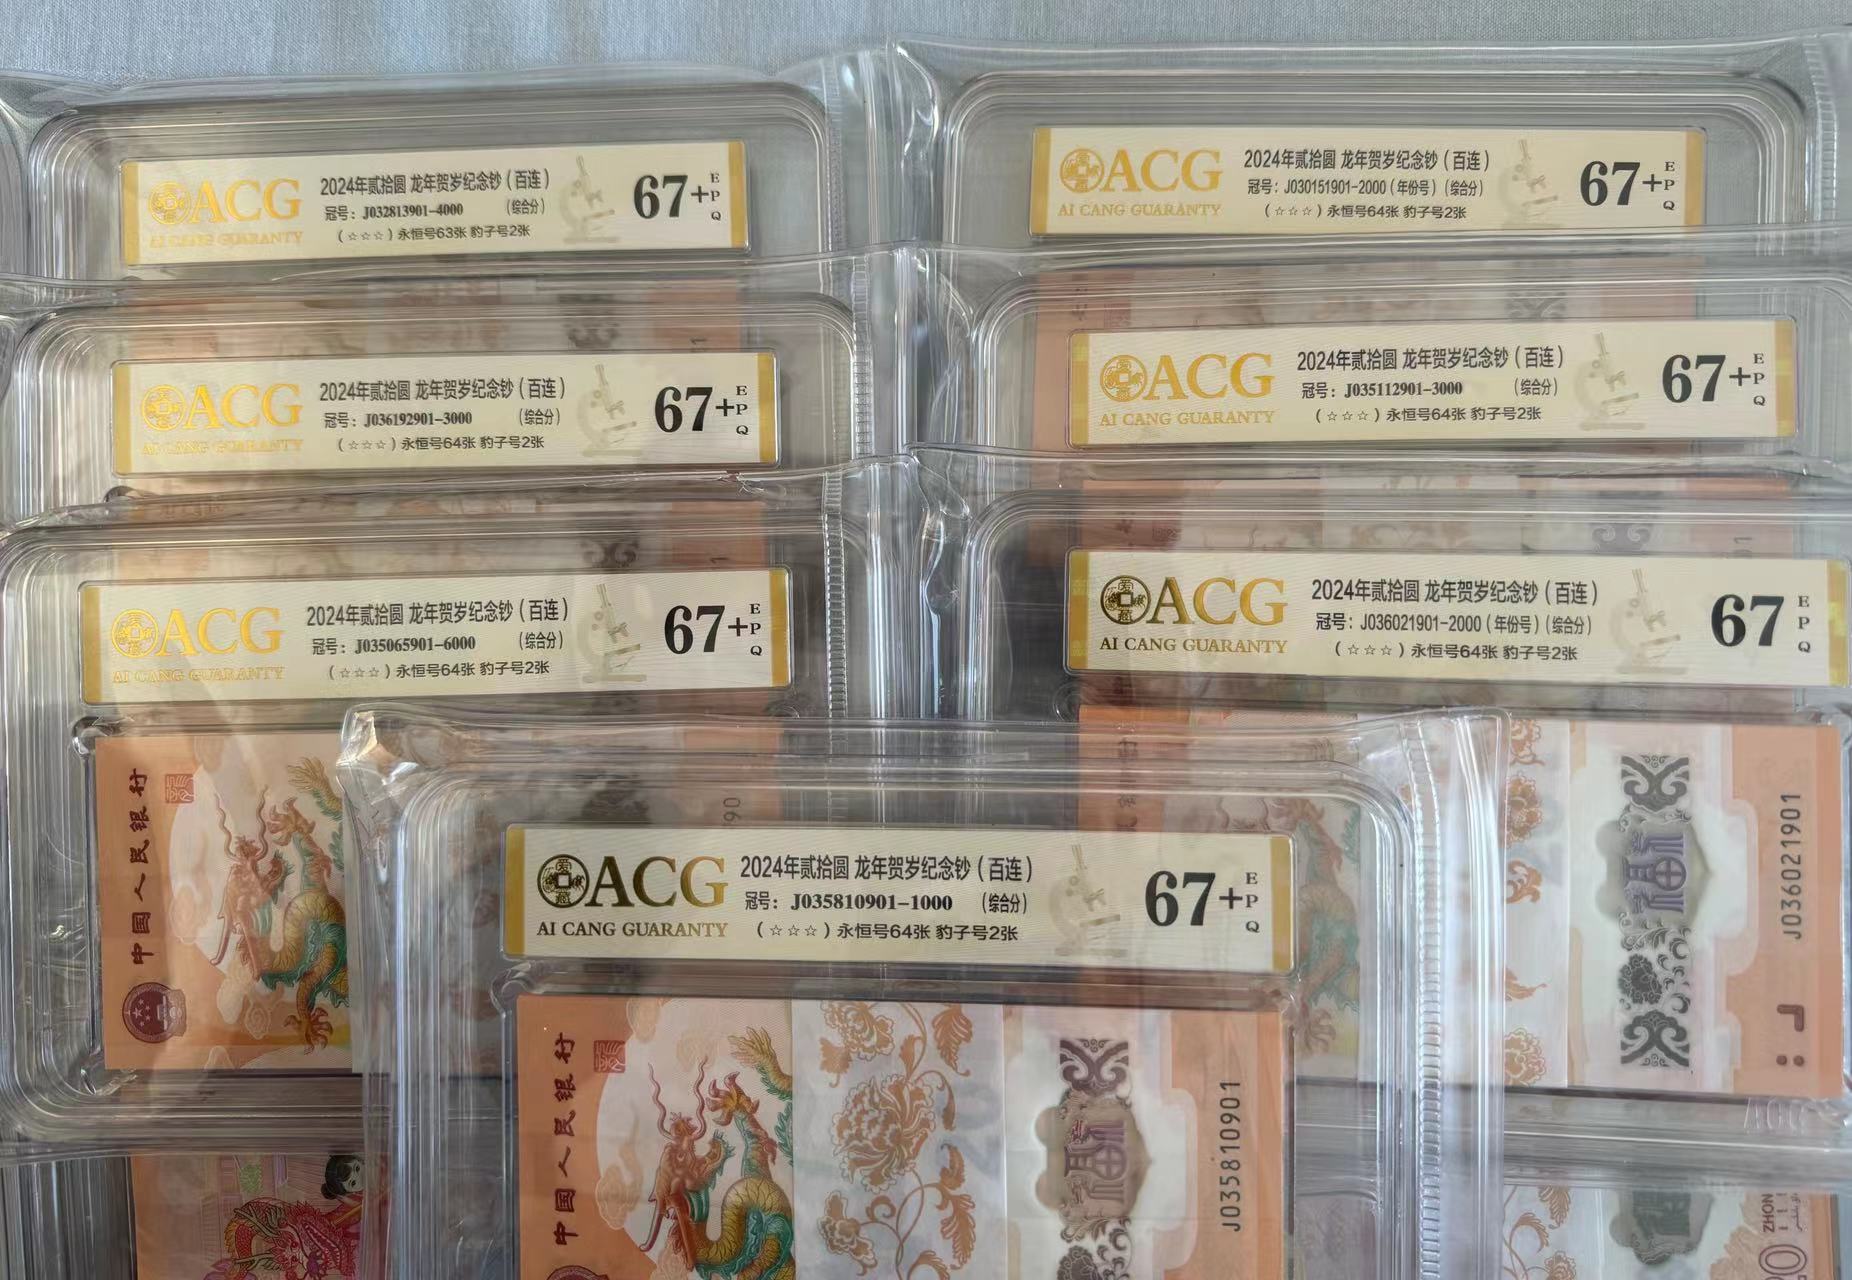 ACG
AI CANG GUARANTY
2024年贰拾圆 龙年贺岁纪念钞（百连）
冠号：J032813901-4000 （综合分）
（☆☆☆）永恒号63张 豹子号2张
67+
EPQ
ACG
AI CANG GUARANTY
2024年贰拾圆 龙年贺岁纪念钞（百连）
冠号：J030151901-2000（年份号）（综合分）
（☆☆☆）永恒号64张 豹子号2张
67+
EPQ
ACG
AI CANG GUARANTY
2024年贰拾圆 龙年贺岁纪念钞（百连）
冠号：J036192901-3000 （综合分）
（☆☆☆）永恒号64张 豹子号2张
67+
EPQ
ACG
AI CANG GUARANTY
2024年贰拾圆 龙年贺岁纪念钞（百连）
冠号：J035112901-3000 （综合分）
（☆☆☆）永恒号64张 豹子号2张
67+
EPQ
ACG
AI CANG GUARANTY
2024年贰拾圆 龙年贺岁纪念钞（百连）
冠号：J035065901-6000 （综合分）
（☆☆☆）永恒号64张 豹子号2张
67+
EPQ
ACG
AI CANG GUARANTY
2024年贰拾圆 龙年贺岁纪念钞（百连）
冠号：J036021901-2000（年份号）（综合分）
（☆☆☆）永恒号64张 豹子号2张
67
EPQ
中国人民银行
J036021901
ACG
AI CANG GUARANTY
2024年贰拾圆 龙年贺岁纪念钞（百连）
冠号：J035810901-1000 （综合分）
（☆☆☆）永恒号64张 豹子号2张
67+
EPQ
中国人民银行
J035810901
ZHON